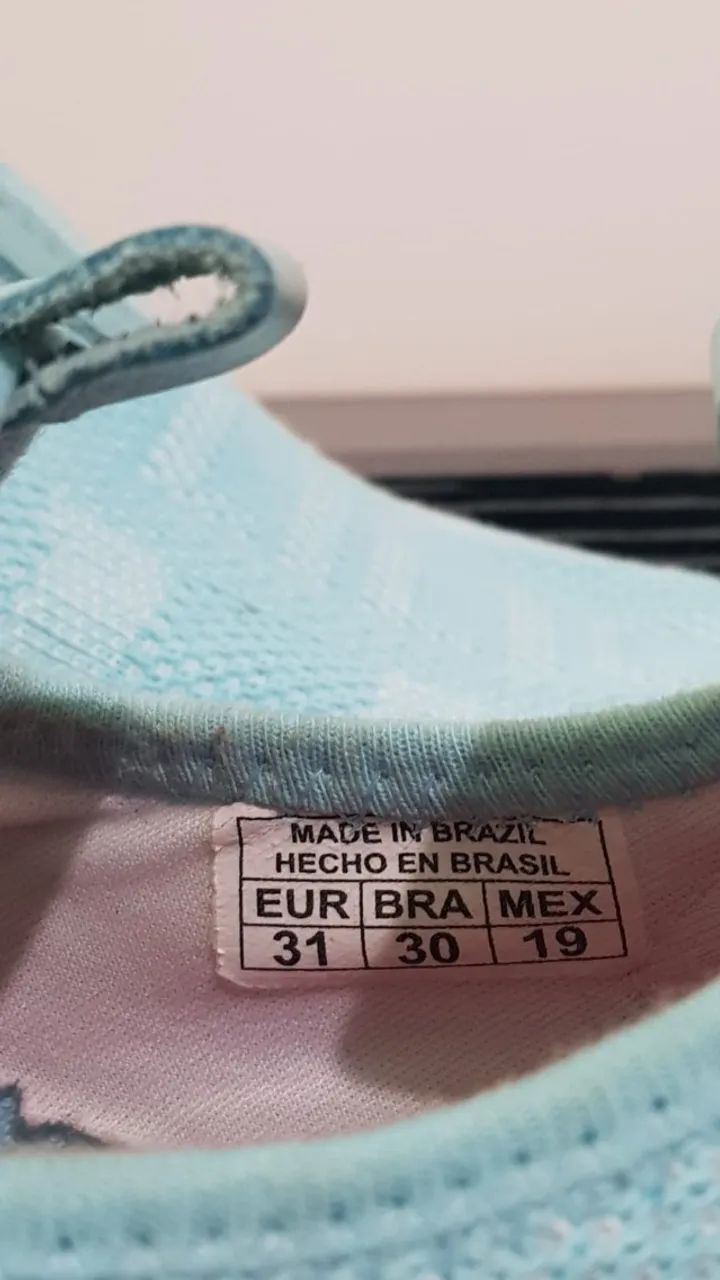 MADE IN BRAZIL
HECHO EN BRASIL
EUR BRA MEX
31 30 19